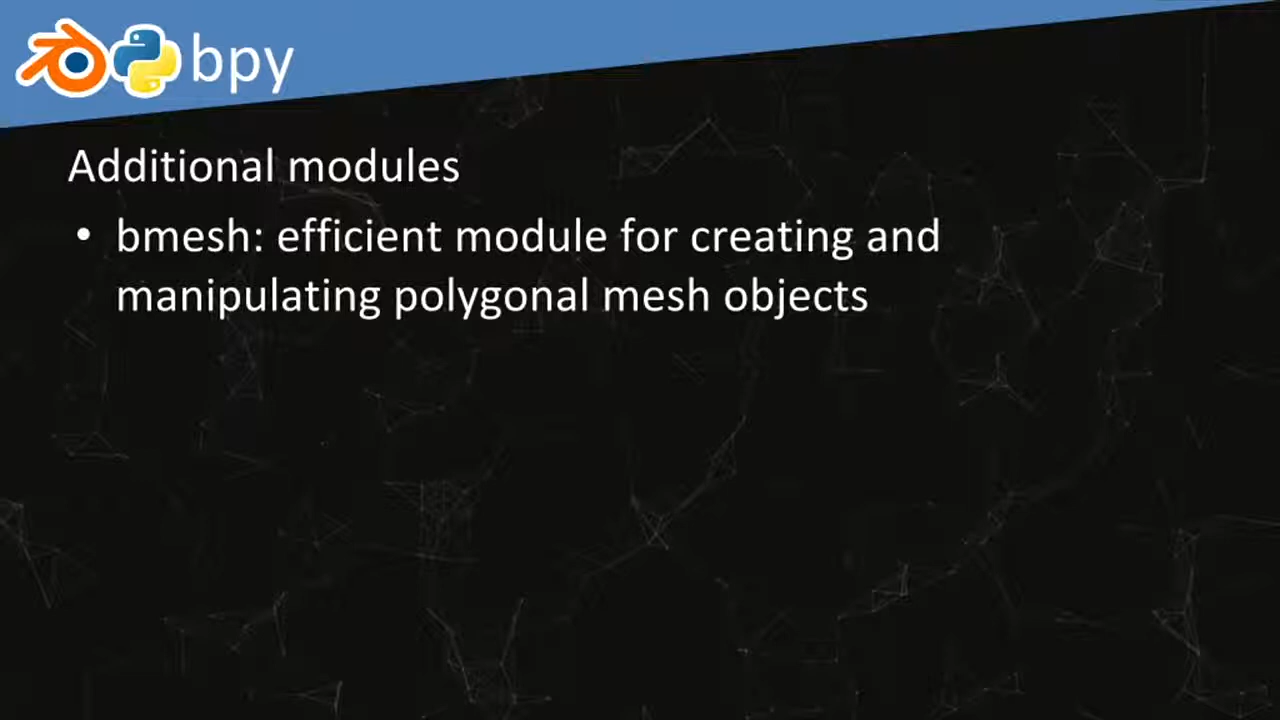 bpy
Additional modules
• bmesh: efficient module for creating and
manipulating polygonal mesh objects